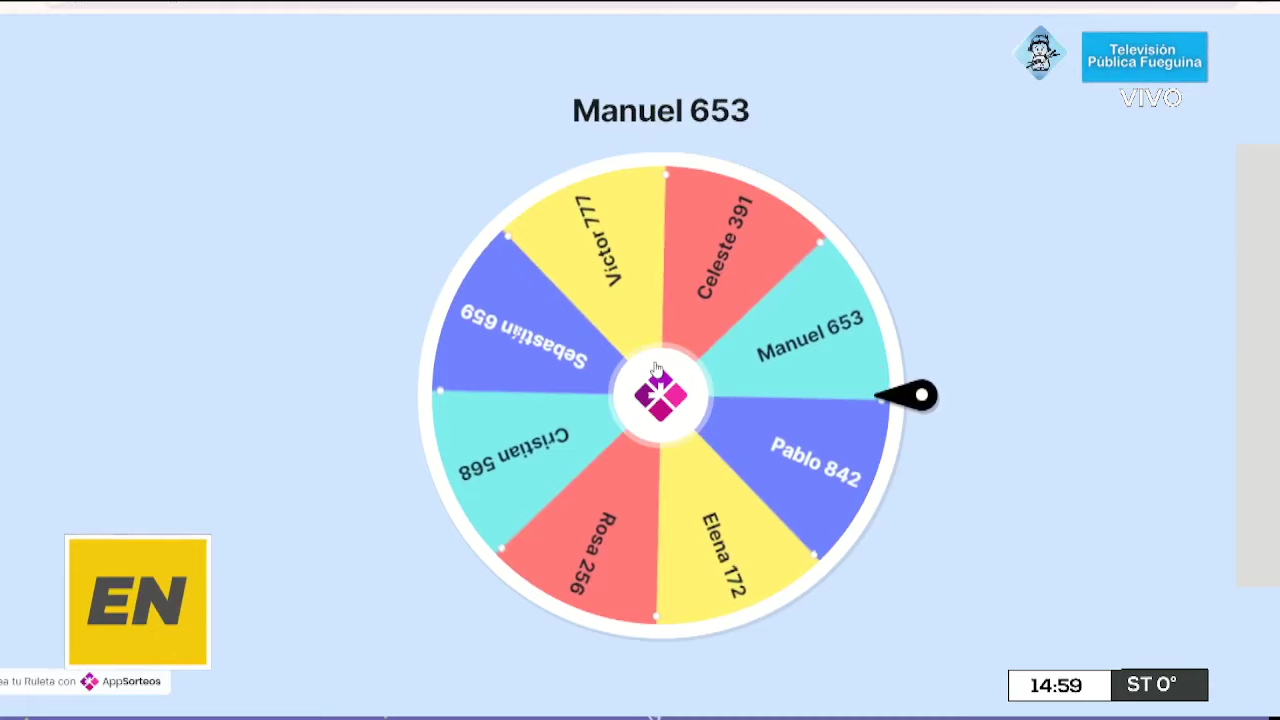 Televisión
Pública Fueguina
VIVO
Manuel 653
Victor 777
Celeste 391
Sebastián 659
Manuel 653
Cristian 568
Pablo 842
Rosa 256
Elena 172
EN
ea tu Ruleta con AppSorteos
14:59 ST 0°